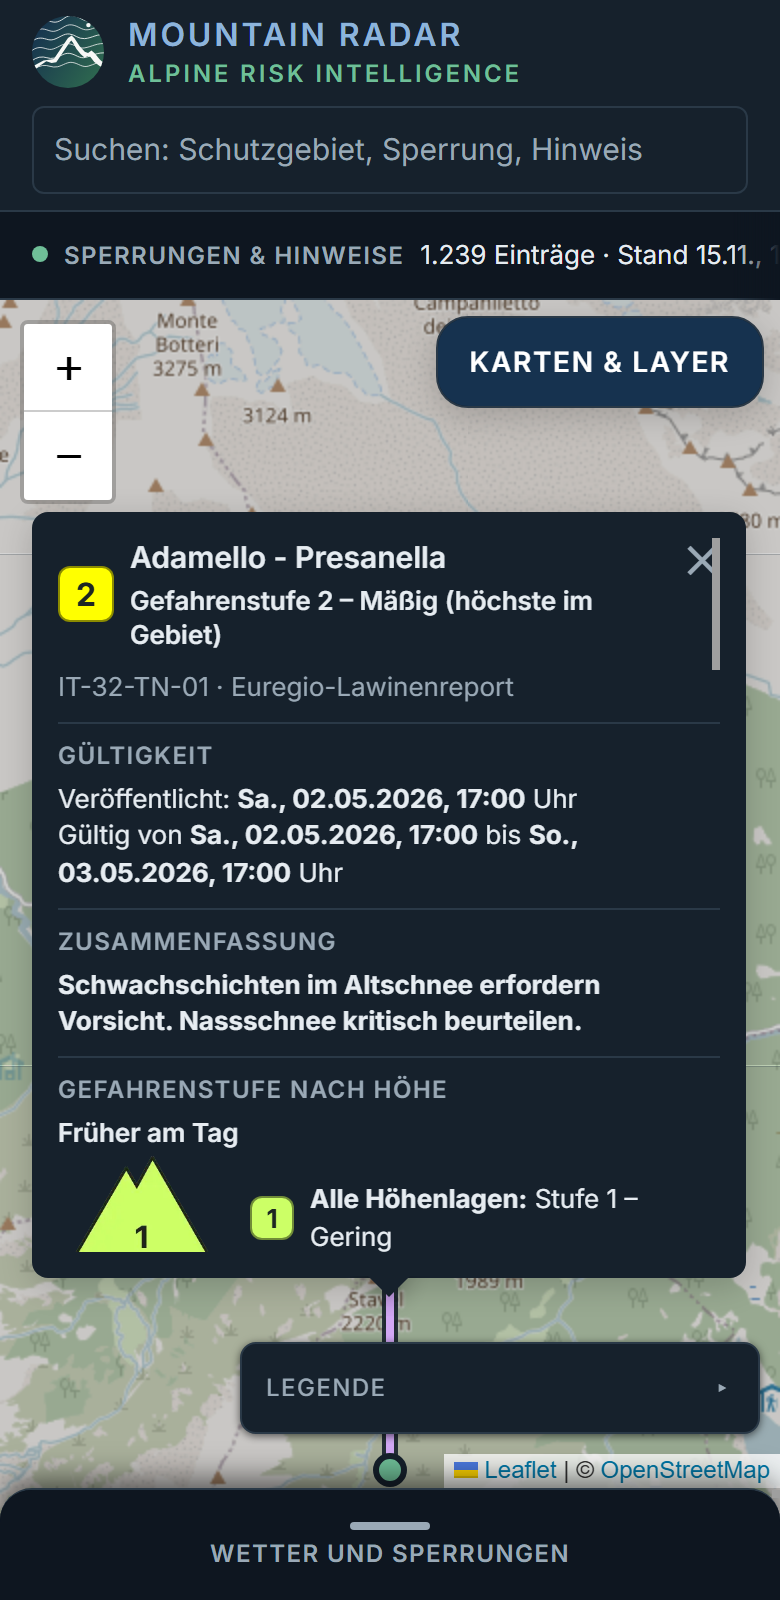 MOUNTAIN RADAR
ALPINE RISK INTELLIGENCE
Suchen: Schutzgebiet, Sperrung, Hinweis
SPERRUNGEN & HINWEISE 1.239 Einträge · Stand 15.11.,
Campanilletto
Monte
Botteri
3275 m
3124 m
+
−
KARTEN & LAYER
2
Adamello - Presanella
Gefahrenstufe 2 – Mäßig (höchste im
Gebiet)
IT-32-TN-01 · Euregio-Lawinenreport
GÜLTIGKEIT
Veröffentlicht: Sa., 02.05.2026, 17:00 Uhr
Gültig von Sa., 02.05.2026, 17:00 bis So.,
03.05.2026, 17:00 Uhr
ZUSAMMENFASSUNG
Schwachschichten im Altschnee erfordern
Vorsicht. Nassschnee kritisch beurteilen.
GEFAHRENSTUFE NACH HÖHE
Früher am Tag
1
1
Alle Höhenlagen: Stufe 1 –
Gering
1989 m
2220 m
LEGENDE
Leaflet | © OpenStreetMap
WETTER UND SPERRUNGEN